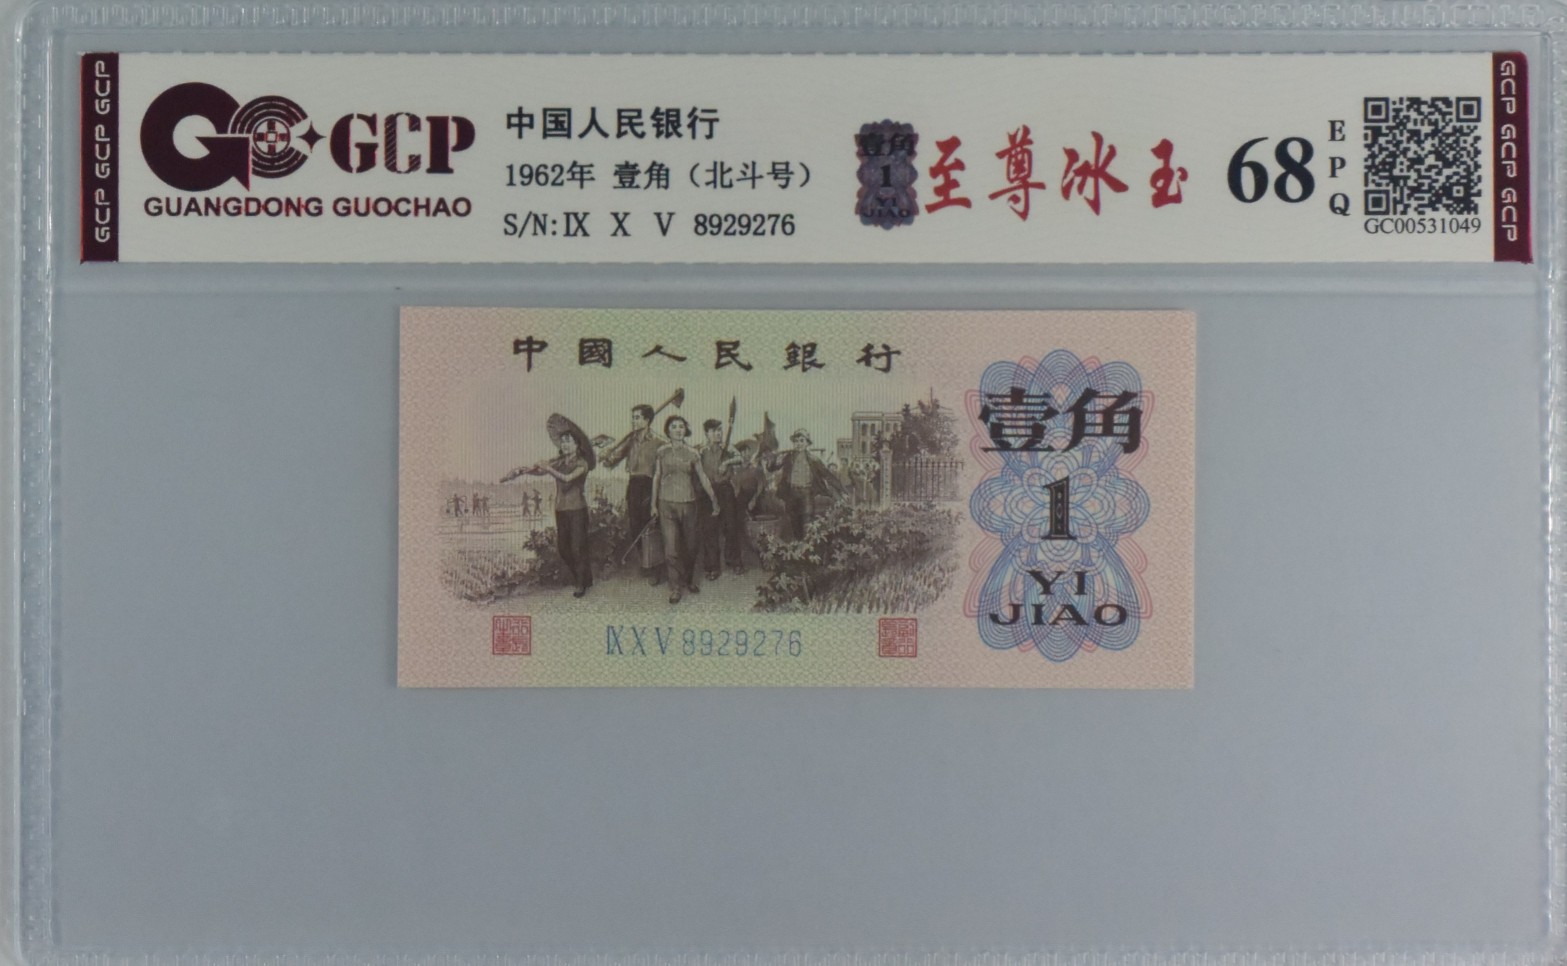 GCP GCP GCP
GCP
GUANGDONG GUOCHAO
中国人民银行
1962年 壹角（北斗号）
S/N:Ⅸ Ⅹ Ⅴ 8929276
壹角
1
YI
JIAO
至尊冰玉
68
EPQ
GC00531049
GCP GCP GCP
中國人民銀行
壹角
1
YI
JIAO
ⅨⅩⅤ8929276